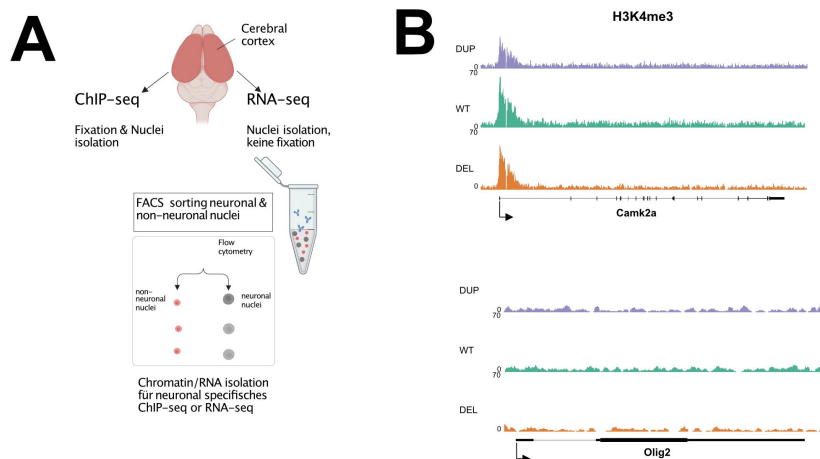 A
Cerebral
cortex
ChIP-seq
RNA-seq
Fixation & Nuclei
isolation
Nuclei isolation,
keine fixation
FACS sorting neuronal &
non-neuronal nuclei
Flow
cytometry
non-
neuronal
nuclei
neuronal
nuclei
Chromatin/RNA isolation
für neuronal spezifisches
ChIP-seq or RNA-seq
B
H3K4me3
DUP
0
70
WT
0
70
DEL
0
Camk2a
DUP
0
70
WT
0
70
DEL
0
Olig2